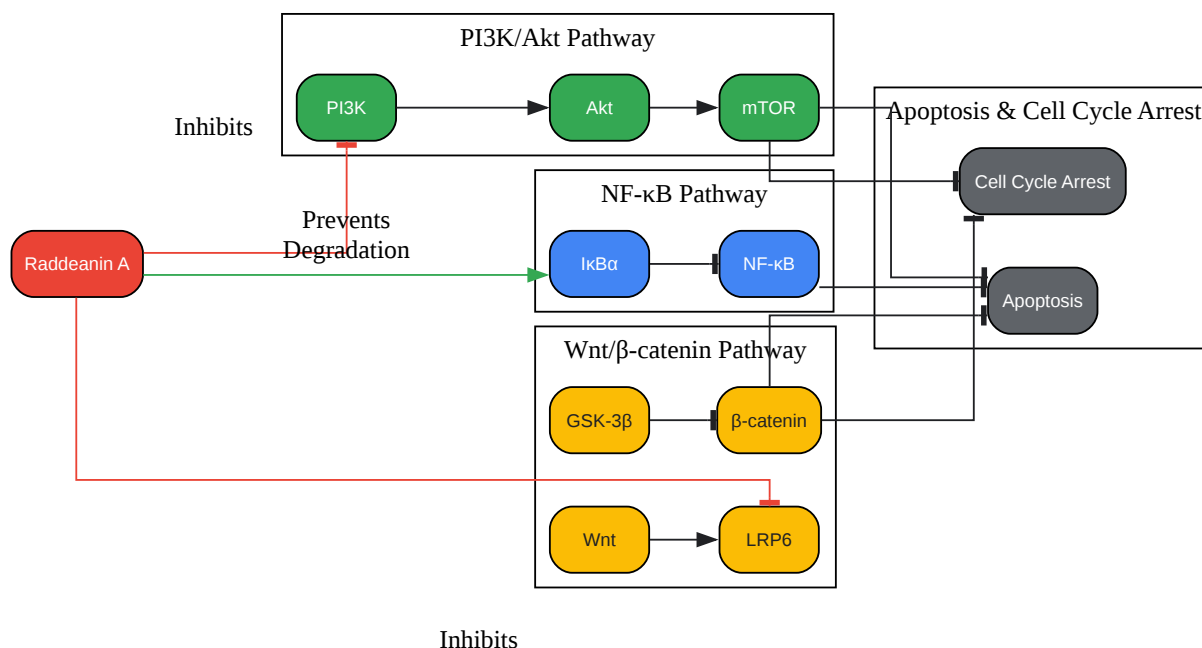 PI3K/Akt Pathway
PI3K
Akt
mTOR
Inhibits
Apoptosis & Cell Cycle Arrest
Cell Cycle Arrest
NF-κB Pathway
Prevents
Degradation
Raddeanin A
IκBα
NF-κB
Apoptosis
Wnt/β-catenin Pathway
GSK-3β
β-catenin
Wnt
LRP6
Inhibits